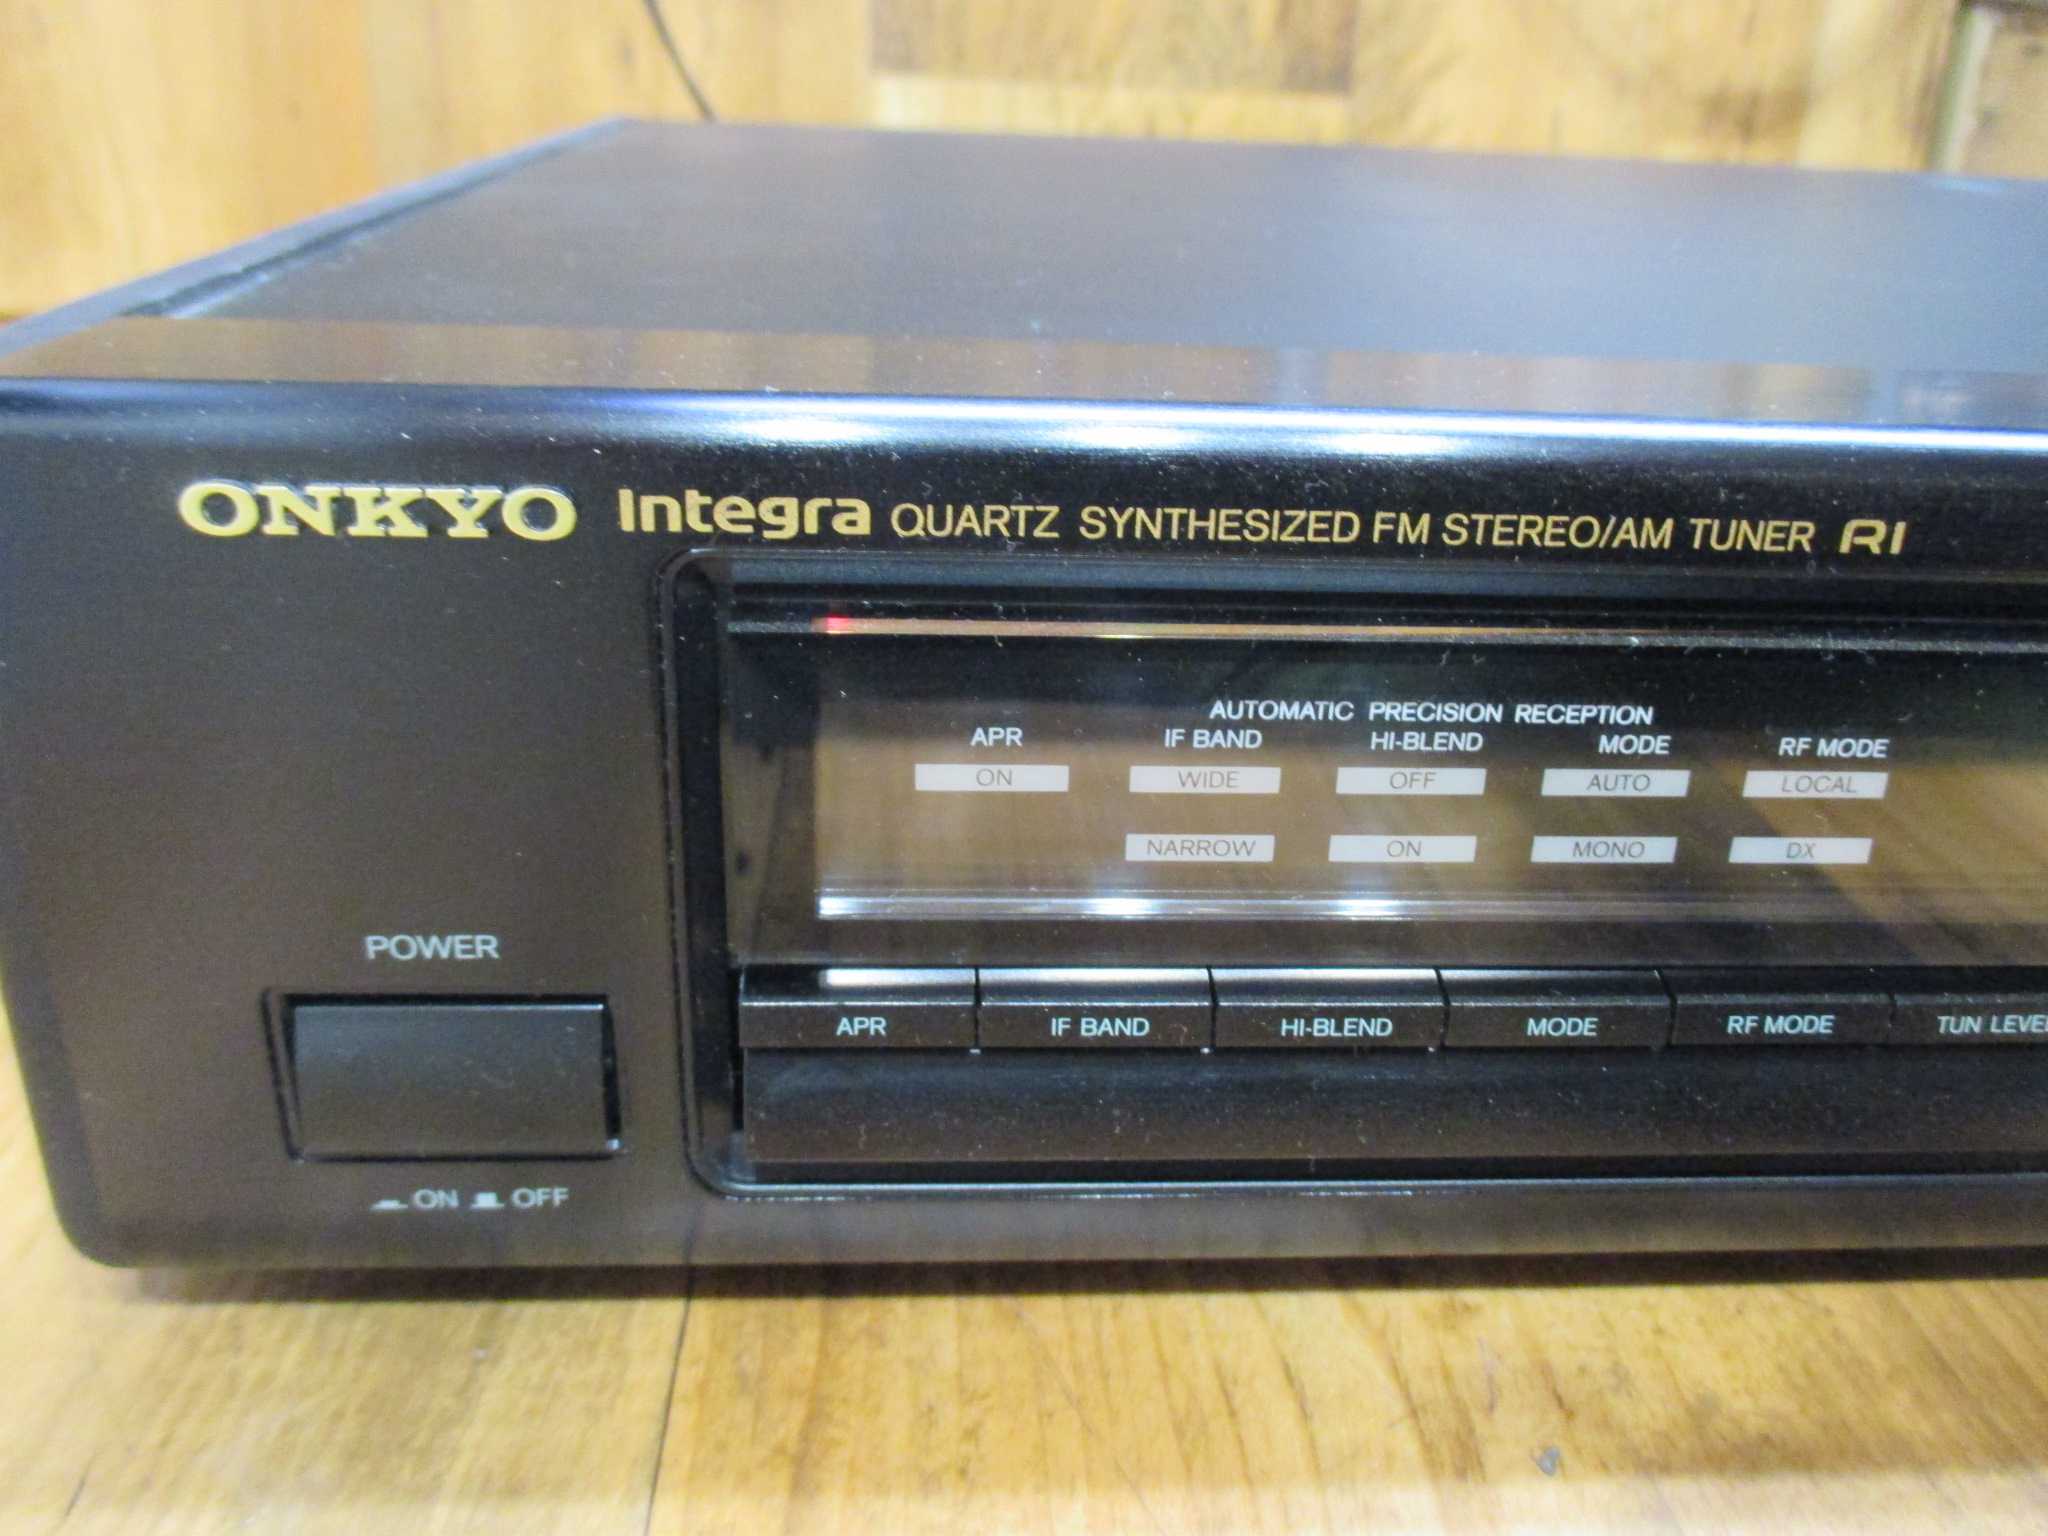 ONKYO Integra QUARTZ SYNTHESIZED FM STEREO/AM TUNER RI
AUTOMATIC PRECISION RECEPTION
APR IF BAND HI-BLEND MODE RF MODE
ON WIDE OFF AUTO LOCAL
NARROW ON MONO DX
POWER
APR IF BAND HI-BLEND MODE RF MODE TUN LEVEL
ON OFF